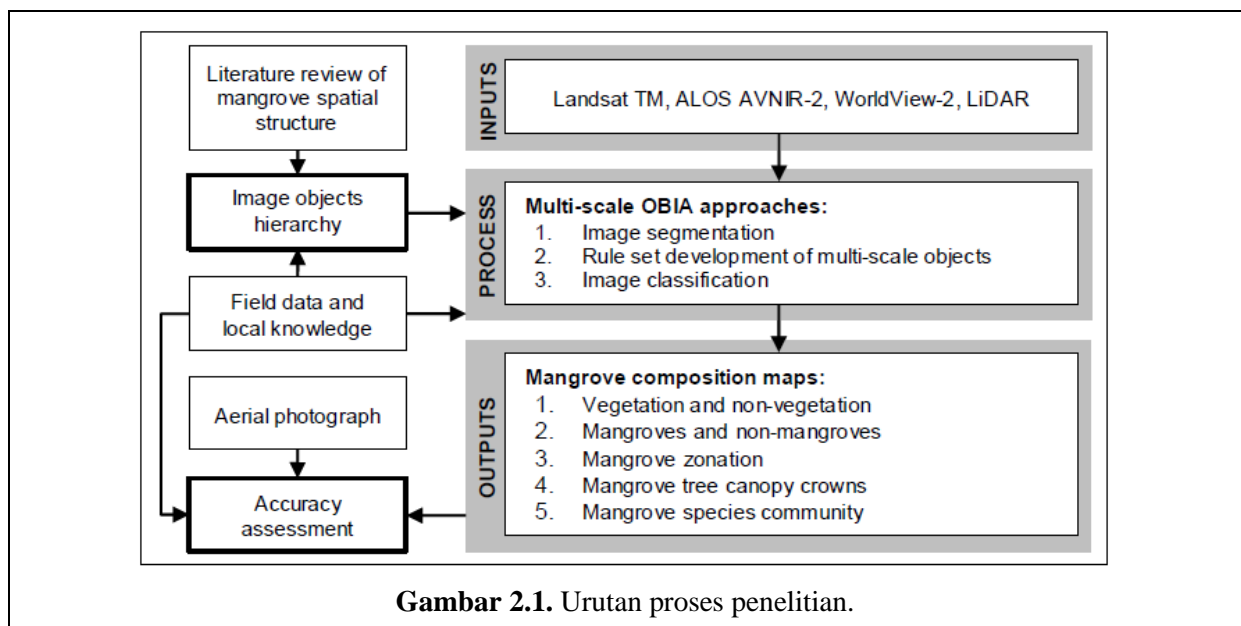 Literature review of
mangrove spatial
structure
Image objects
hierarchy
Field data and
local knowledge
Aerial photograph
Accuracy
assessment
INPUTS
Landsat TM, ALOS AVNIR-2, WorldView-2, LiDAR
PROCESS
Multi-scale OBIA approaches:
1. Image segmentation
2. Rule set development of multi-scale objects
3. Image classification
OUTPUTS
Mangrove composition maps:
1. Vegetation and non-vegetation
2. Mangroves and non-mangroves
3. Mangrove zonation
4. Mangrove tree canopy crowns
5. Mangrove species community
Gambar 2.1. Urutan proses penelitian.